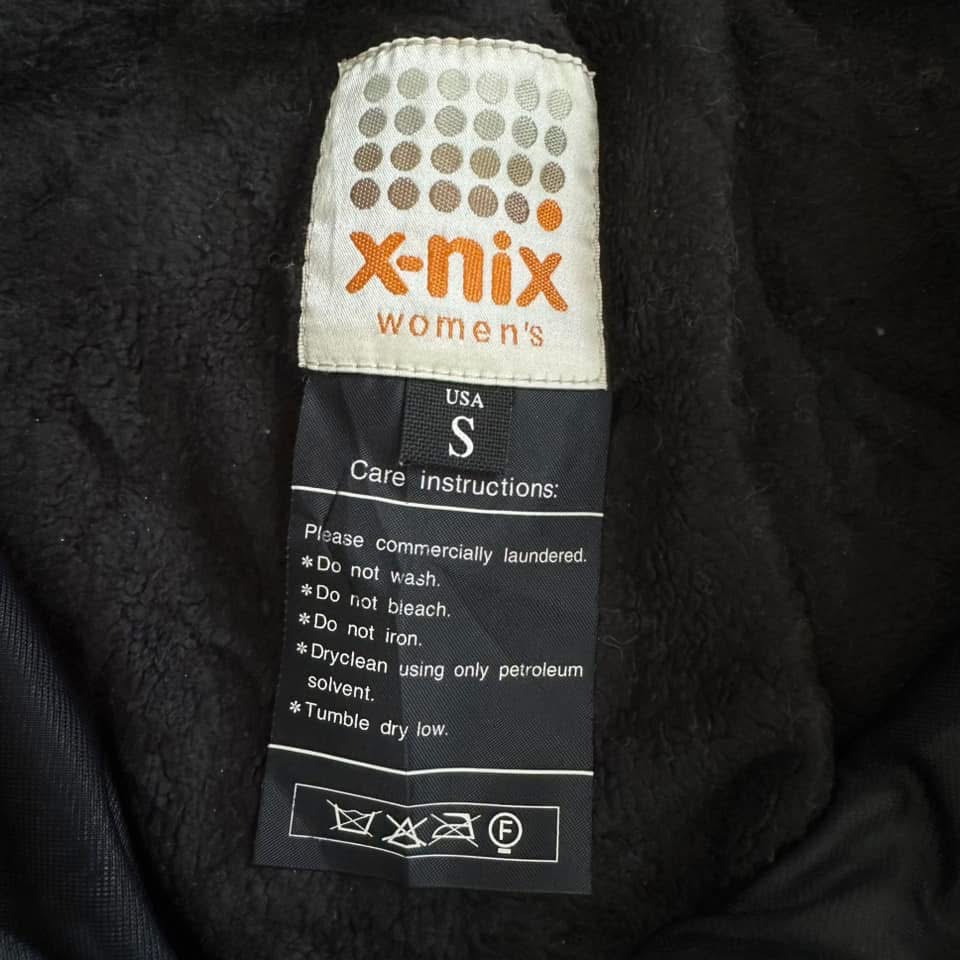 x-nix
women's
USA
S
Care instructions:
Please commercially laundered.
*Do not wash.
*Do not bleach.
*Do not iron.
*Dryclean using only petroleum
solvent.
*Tumble dry low.
F